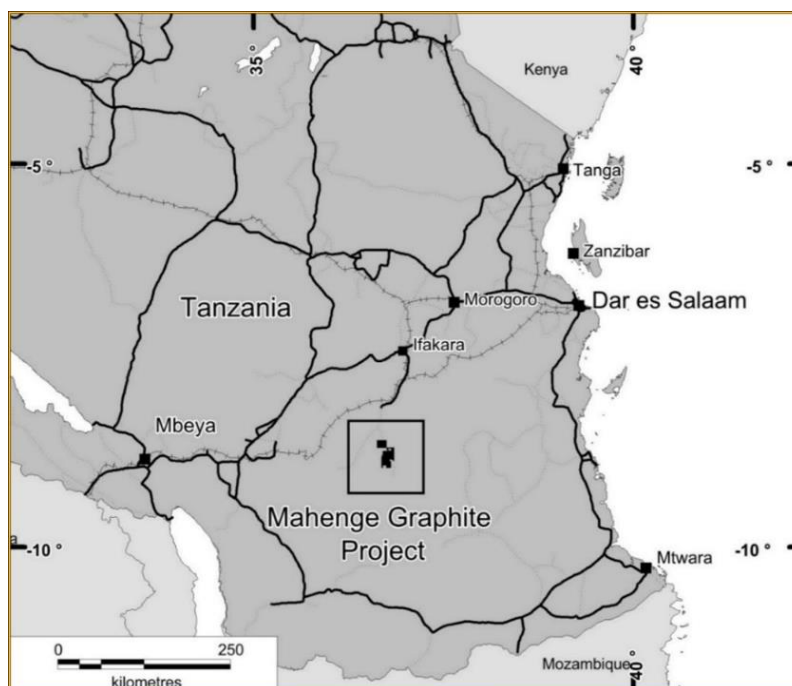 35
40
Kenya
-5 °
-5 °
Tanga
Zanzibar
Tanzania
Morogoro
Dar es Salaam
Ifakara
Mbeya
Mahenge Graphite
Project
-10 °
-10 °
Mtwara
0
250
kilometres
Mozambique
40